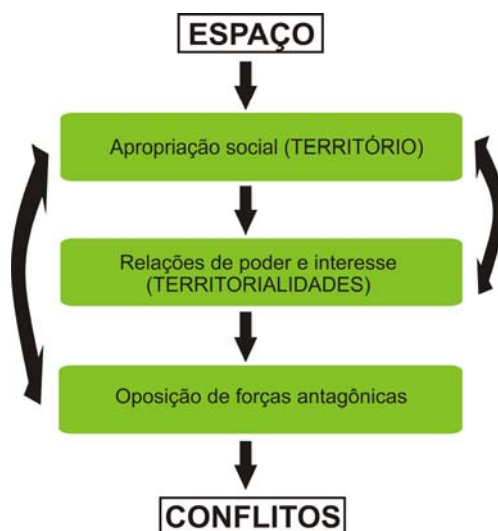 ESPAÇO
Apropriação social (TERRITÓRIO)
Relações de poder e interesse
(TERRITORIALIDADES)
Oposição de forças antagônicas
CONFLITOS